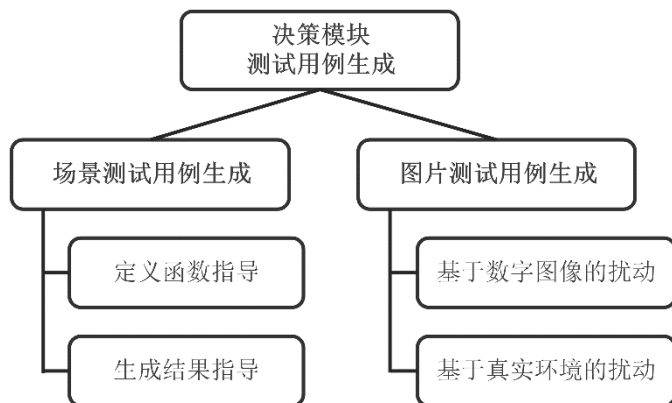 决策模块
测试用例生成
场景测试用例生成
图片测试用例生成
定义函数指导
基于数字图像的扰动
生成结果指导
基于真实环境的扰动